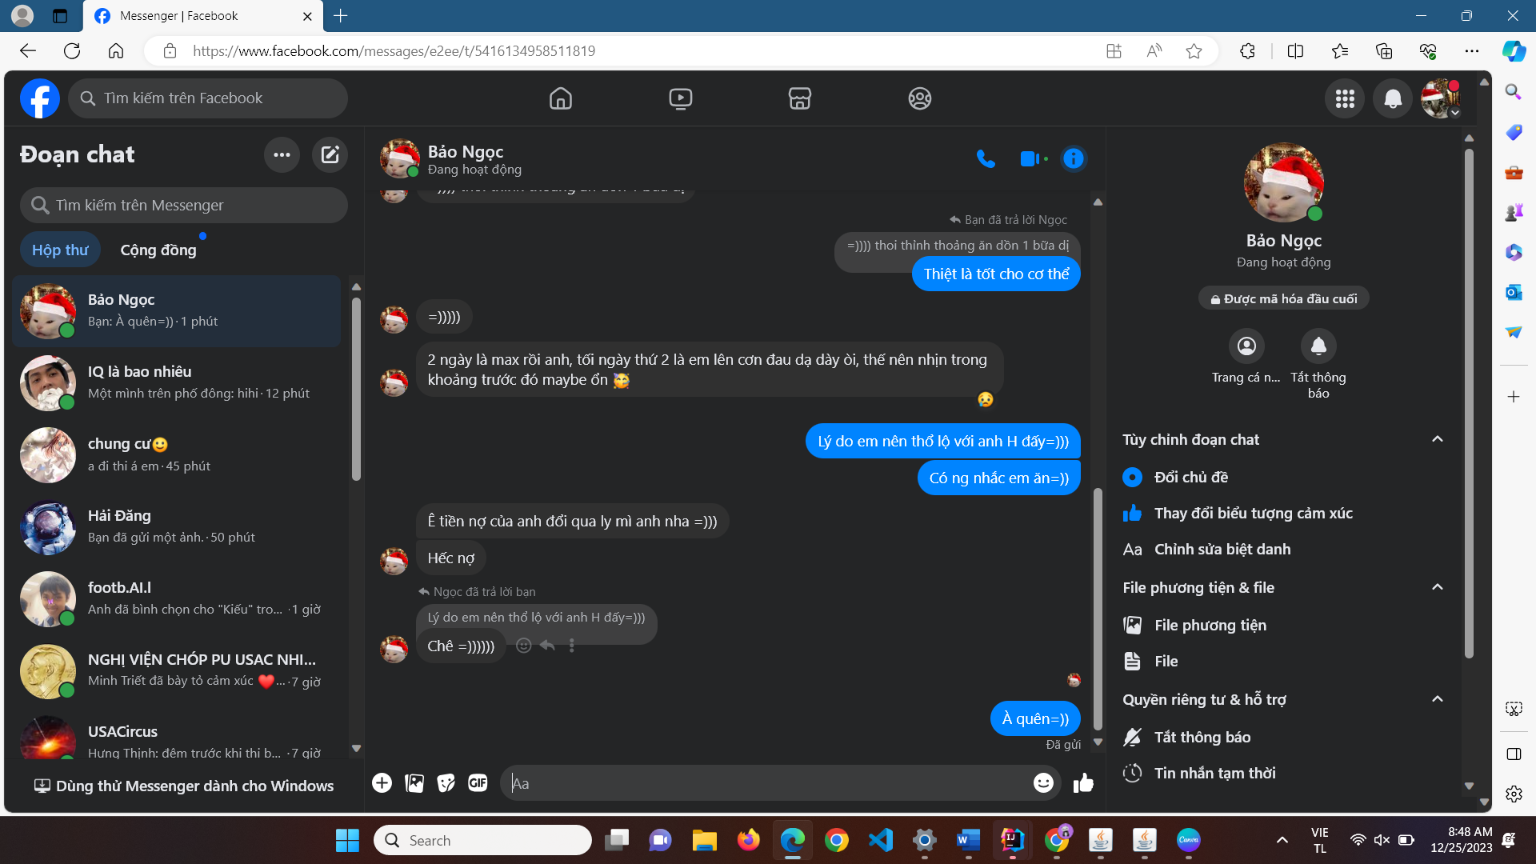 Messenger | Facebook
https://www.facebook.com/messages/e2ee/t/5416134958511819
Tìm kiếm trên Facebook
Đoạn chat
Tìm kiếm trên Messenger
Hộp thư
Cộng đồng
Bảo Ngọc
Bạn: À quên=)) · 1 phút
IQ là bao nhiêu
Một mình trên phố đông: hihi · 12 phút
chung cư😀
a đi thi á em · 45 phút
Hải Đăng
Bạn đã gửi một ảnh. · 50 phút
footb.AI.l
Anh đã bình chọn cho "Kiếu" tro... · 1 giờ
NGHỊ VIỆN CHÓP PU USAC NHI...
Minh Triết đã bày tỏ cảm xúc ❤️... · 7 giờ
USACircus
Hưng Thịnh: đêm trước khi thi b... · 7 giờ
Dùng thử Messenger dành cho Windows
Bảo Ngọc
Đang hoạt động
=)))) thoi thỉnh thoảng ăn dồn 1 bữa dị
Bạn đã trả lời Ngọc
=)))) thoi thỉnh thoảng ăn dồn 1 bữa dị
Thiệt là tốt cho cơ thể
=)))))
2 ngày là max rồi anh, tối ngày thứ 2 là em lên cơn đau dạ dày òi, thế nên nhịn trong
khoảng trước đó maybe ổn 🥳
😥
Lý do em nên thổ lộ với anh H đấy=)))
Có ng nhắc em ăn=))
Ê tiền nợ của anh đổi qua ly mì anh nha =)))
Hếc nợ
Ngọc đã trả lời bạn
Lý do em nên thổ lộ với anh H đấy=)))
Chê =))))))
À quên=))
Đã gửi
GIF
Aa
Bảo Ngọc
Đang hoạt động
Được mã hóa đầu cuối
Trang cá n...
Tắt thông
báo
Tùy chỉnh đoạn chat
Đổi chủ đề
Thay đổi biểu tượng cảm xúc
Aa Chỉnh sửa biệt danh
File phương tiện & file
File phương tiện
File
Quyền riêng tư & hỗ trợ
Tắt thông báo
Tin nhắn tạm thời
Search
VIE
TL
8:48 AM
12/25/2023